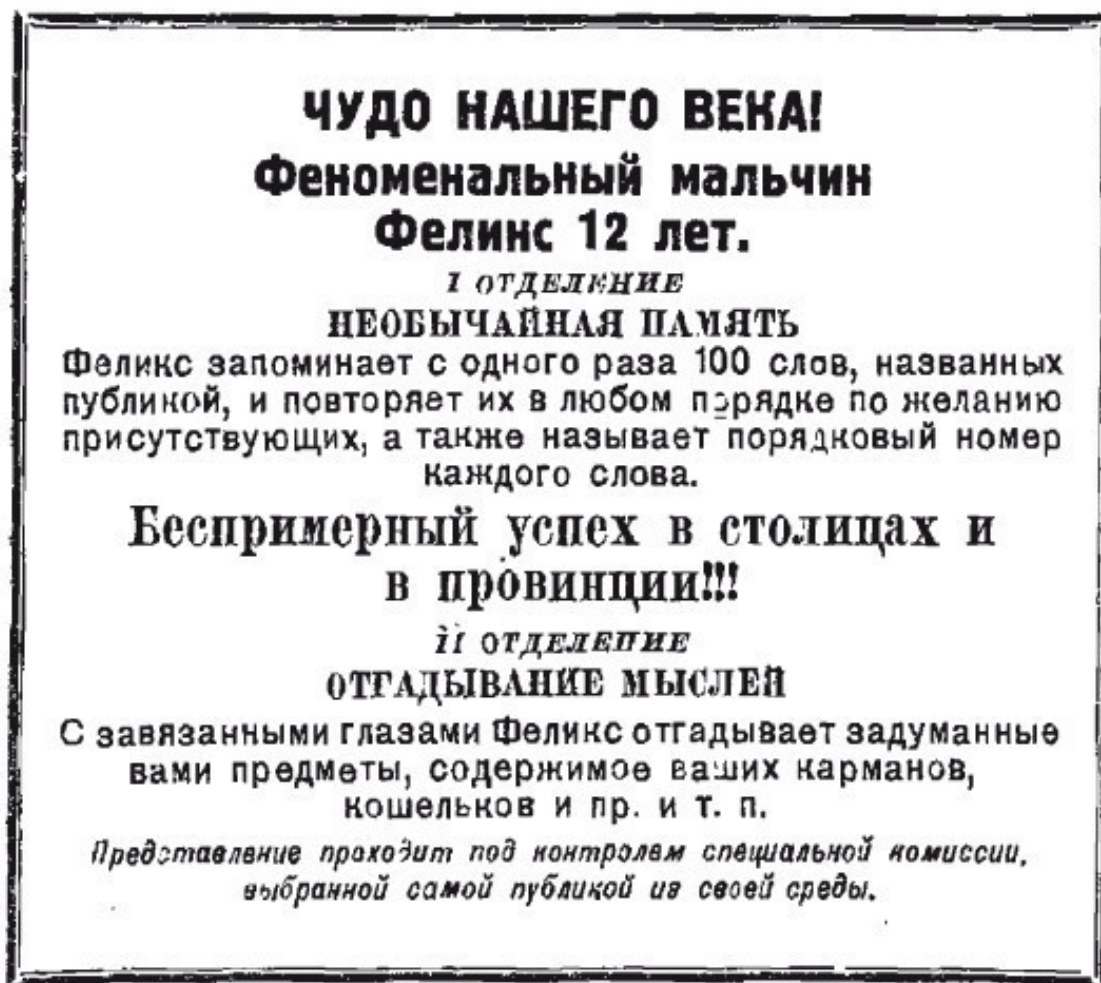 ЧУДО НАШЕГО ВЕКА!
Феноменальный мальчик
Феликс 12 лет.
I ОТДЕЛЕНИЕ
НЕОБЫЧАЙНАЯ ПАМЯТЬ
Феликс запоминает с одного раза 100 слов, названных
публикой, и повторяет их в любом порядке по желанию
присутствующих, а также называет порядковый номер
каждого слова.
Беспримерный успех в столицах и
в провинции!!!
II ОТДЕЛЕНИЕ
ОТГАДЫВАНИЕ МЫСЛЕЙ
С завязанными глазами Феликс отгадывает задуманные
вами предметы, содержимое ваших карманов,
кошельков и пр. и т. п.
Представление проходит под контролем специальной комиссии,
выбранной самой публикой из своей среды.